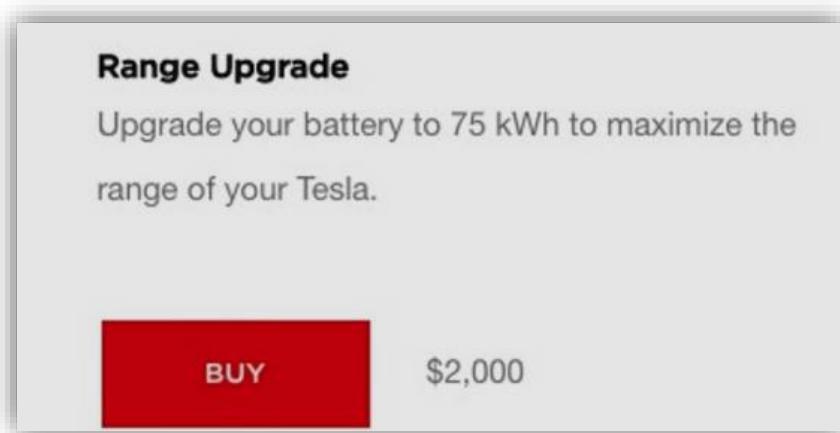 Range Upgrade
Upgrade your battery to 75 kWh to maximize the
range of your Tesla.
BUY
$2,000